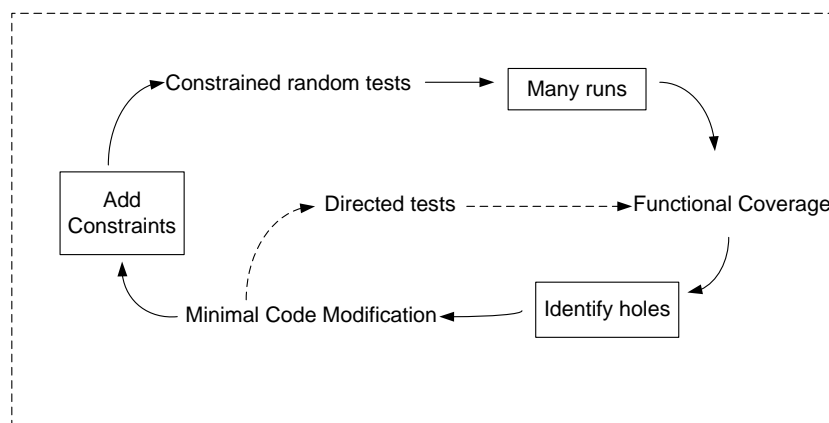 Constrained random tests
Many runs
Add
Constraints
Directed tests
Functional Coverage
Minimal Code Modification
Identify holes